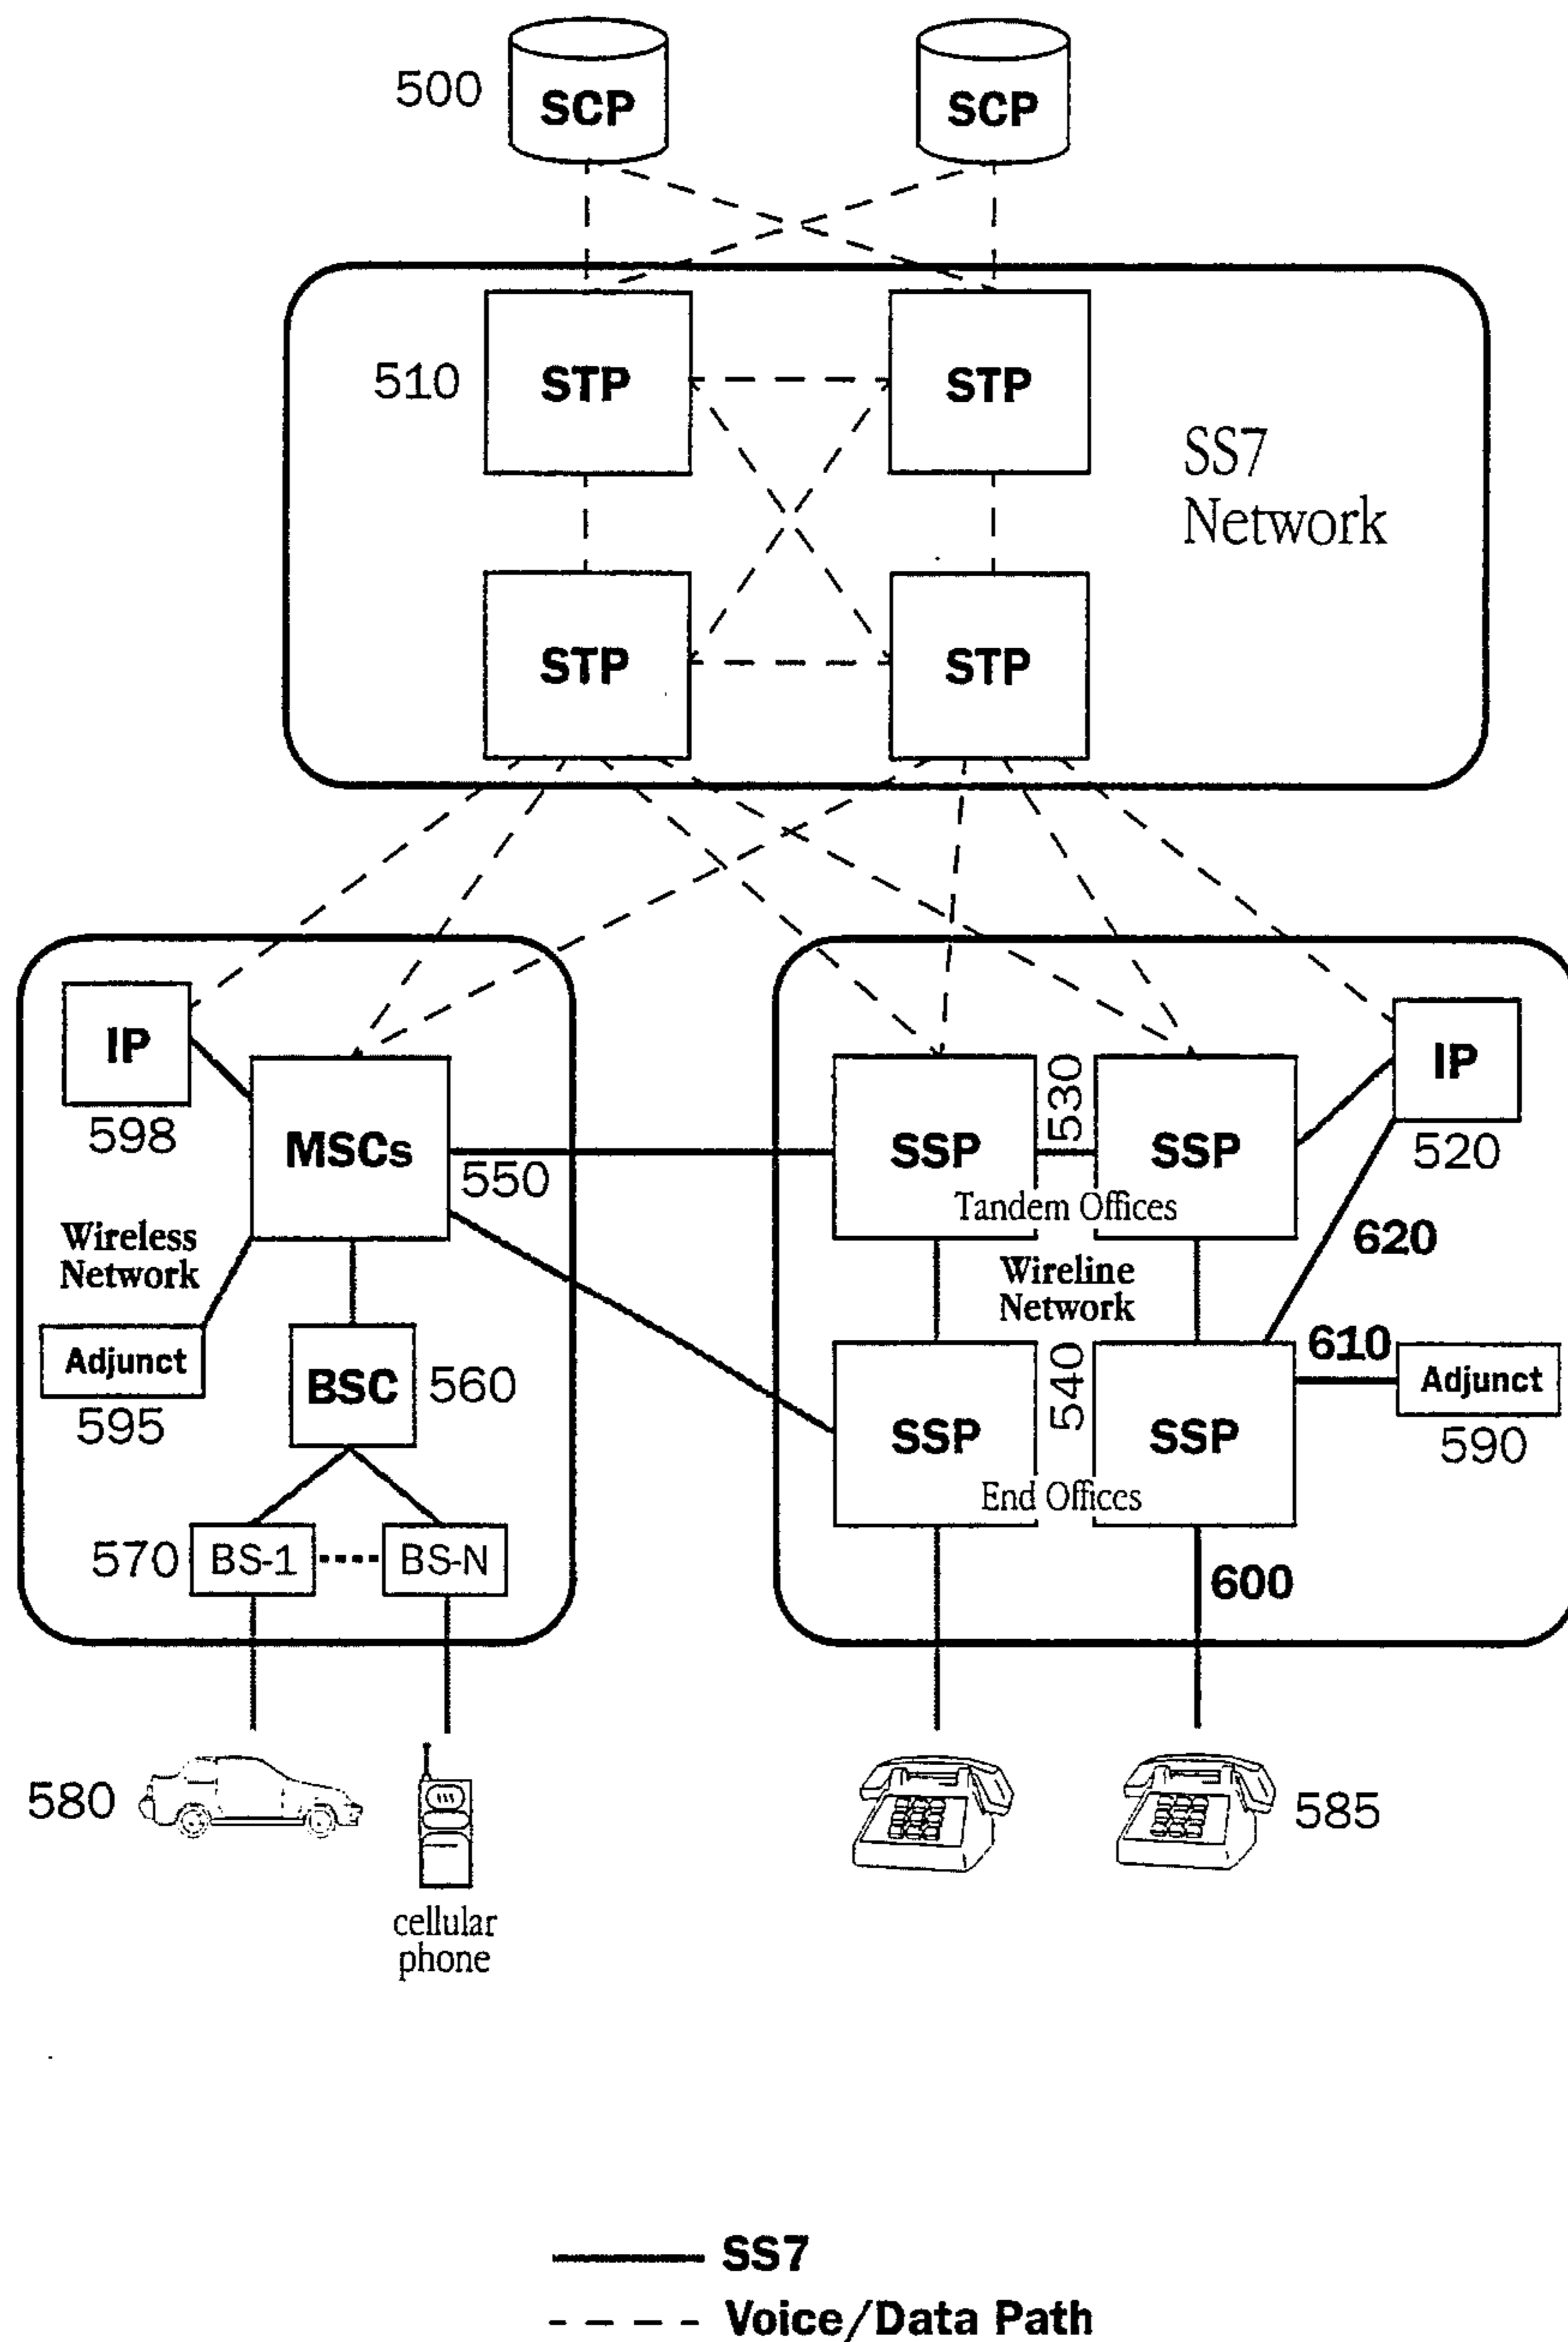 500
SCP
SCP
510
STP
STP
SS7
Network
STP
STP
IP
598
MSCs
550
SSP
530
SSP
IP
520
Tandem Offices
Wireless
Network
Wireline
Network
620
Adjunct
595
BSC
560
SSP
540
SSP
610
Adjunct
590
End Offices
570
BS-1
BS-N
600
580
585
cellular
phone
SS7
Voice/Data Path